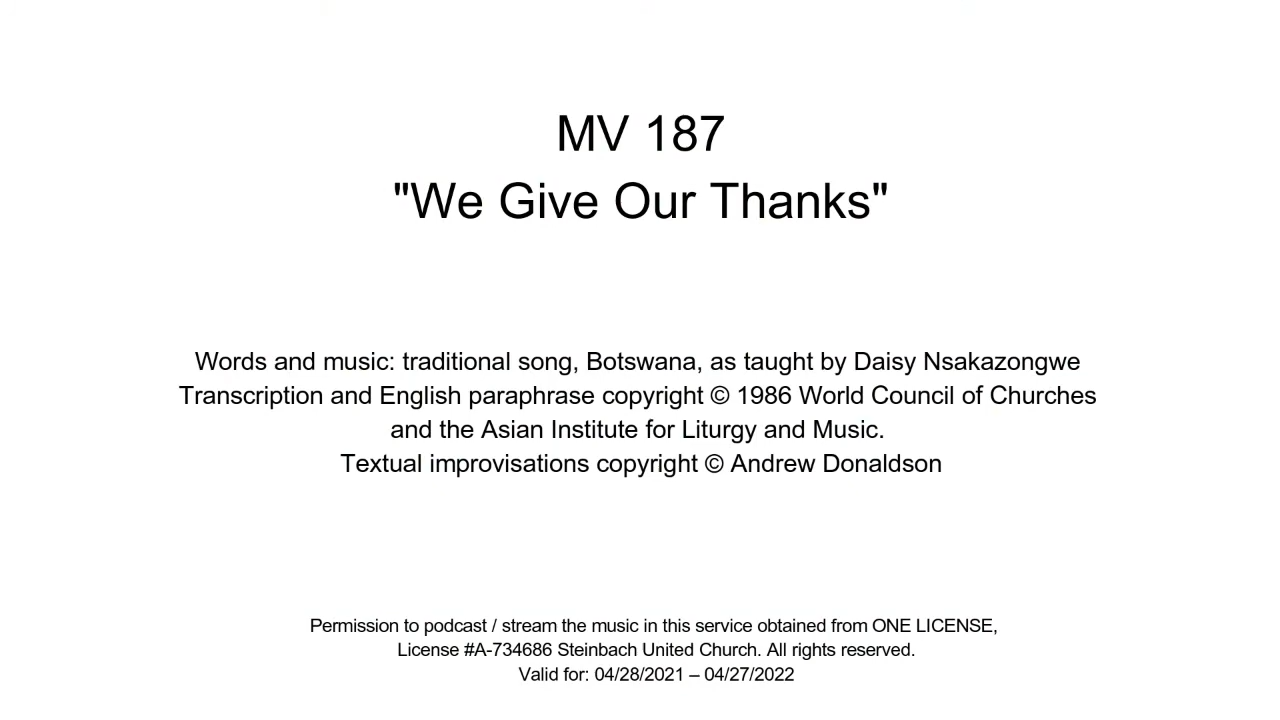 MV 187
"We Give Our Thanks"
Words and music: traditional song, Botswana, as taught by Daisy Nsakazongwe
Transcription and English paraphrase copyright © 1986 World Council of Churches
and the Asian Institute for Liturgy and Music.
Textual improvisations copyright © Andrew Donaldson
Permission to podcast / stream the music in this service obtained from ONE LICENSE,
License #A-734686 Steinbach United Church. All rights reserved.
Valid for: 04/28/2021 – 04/27/2022